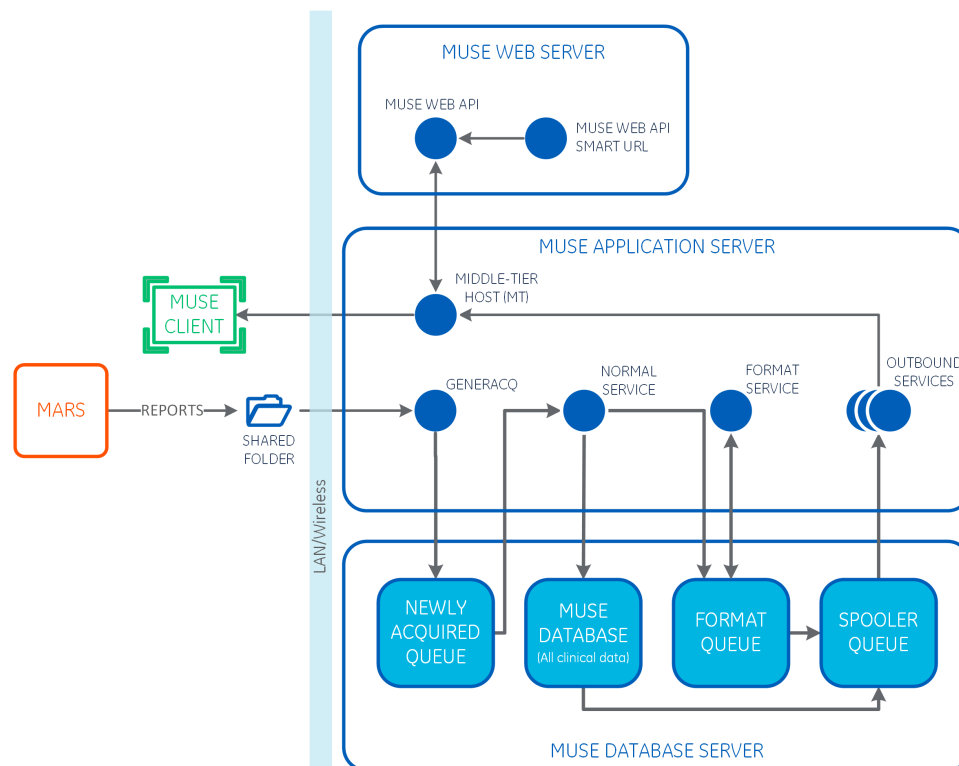 MUSE WEB SERVER
MUSE WEB API
MUSE WEB API
SMART URL
MUSE APPLICATION SERVER
MIDDLE-TIER
HOST (MT)
MUSE
CLIENT
MARS
REPORTS
SHARED
FOLDER
LAN/Wireless
GENERACQ
NORMAL
SERVICE
FORMAT
SERVICE
OUTBOUND
SERVICES
NEWLY
ACQUIRED
QUEUE
MUSE
DATABASE
(All clinical data)
FORMAT
QUEUE
SPOOLER
QUEUE
MUSE DATABASE SERVER